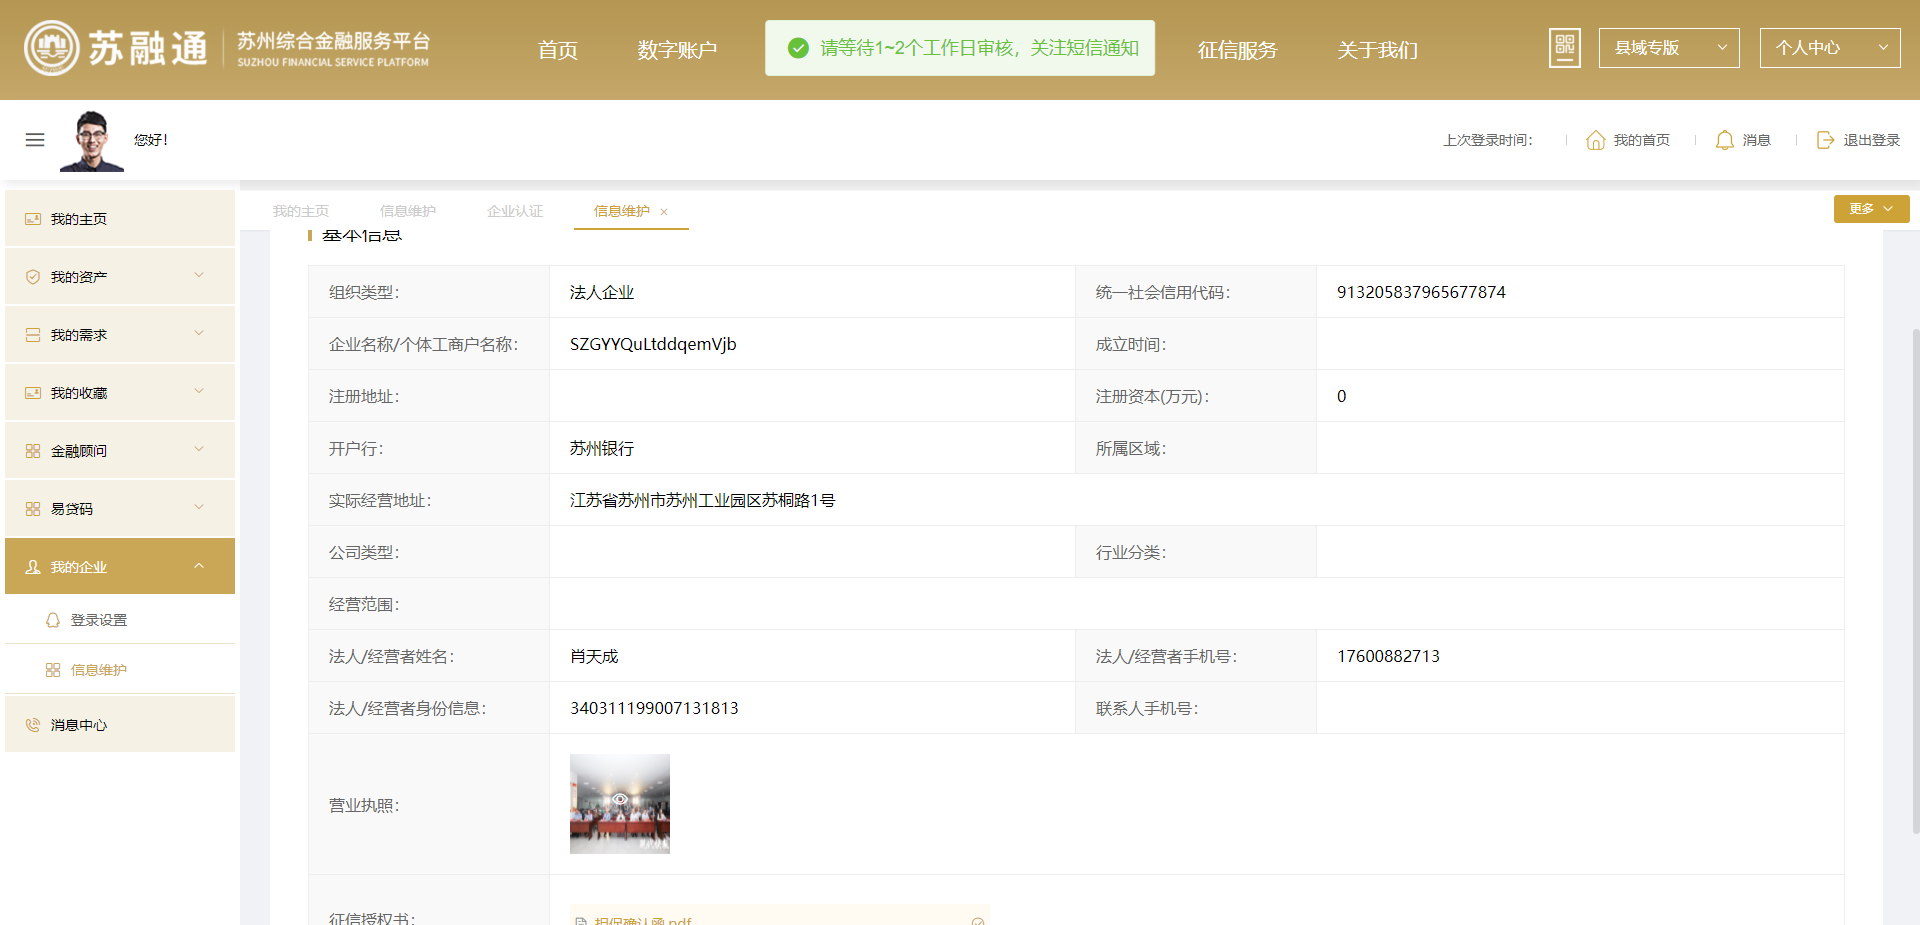 苏融通
苏州综合金融服务平台
SUZHOU FINANCIAL SERVICE PLATFORM
首页
数字账户
请等待1~2个工作日审核，关注短信通知
征信服务
关于我们
县域专版
个人中心
您好！
上次登录时间：
我的首页
消息
退出登录
我的主页
我的资产
我的需求
我的收藏
金融顾问
易贷码
我的企业
登录设置
信息维护
消息中心
我的主页
信息维护
企业认证
信息维护
更多
基本信息
组织类型： 法人企业 统一社会信用代码： 913205837965677874
企业名称/个体工商户名称： SZGYYQuLtddqemVjb 成立时间：
注册地址： 注册资本(万元)： 0
开户行： 苏州银行 所属区域：
实际经营地址： 江苏省苏州市苏州工业园区苏桐路1号
公司类型： 行业分类：
经营范围：
法人/经营者姓名： 肖天成 法人/经营者手机号： 17600882713
法人/经营者身份信息： 340311199007131813 联系人手机号：
营业执照：
征信授权书： 担保确认函.pdf